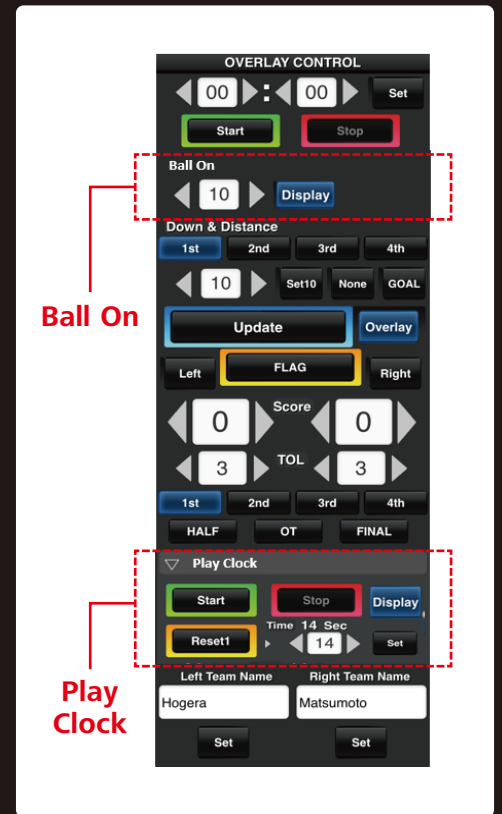 OVERLAY CONTROL
00 : 00 Set
Start Stop
Ball On
10 Display
Down & Distance
1st 2nd 3rd 4th
10 Set10 None GOAL
Ball On
Update Overlay
Left FLAG Right
Score
0 0
TOL
3 3
1st 2nd 3rd 4th
HALF OT FINAL
Play Clock
Start Stop Display
Time 14 Sec
Reset1 14 Set
Play
Clock
Left Team Name Right Team Name
Hogera Matsumoto
Set Set